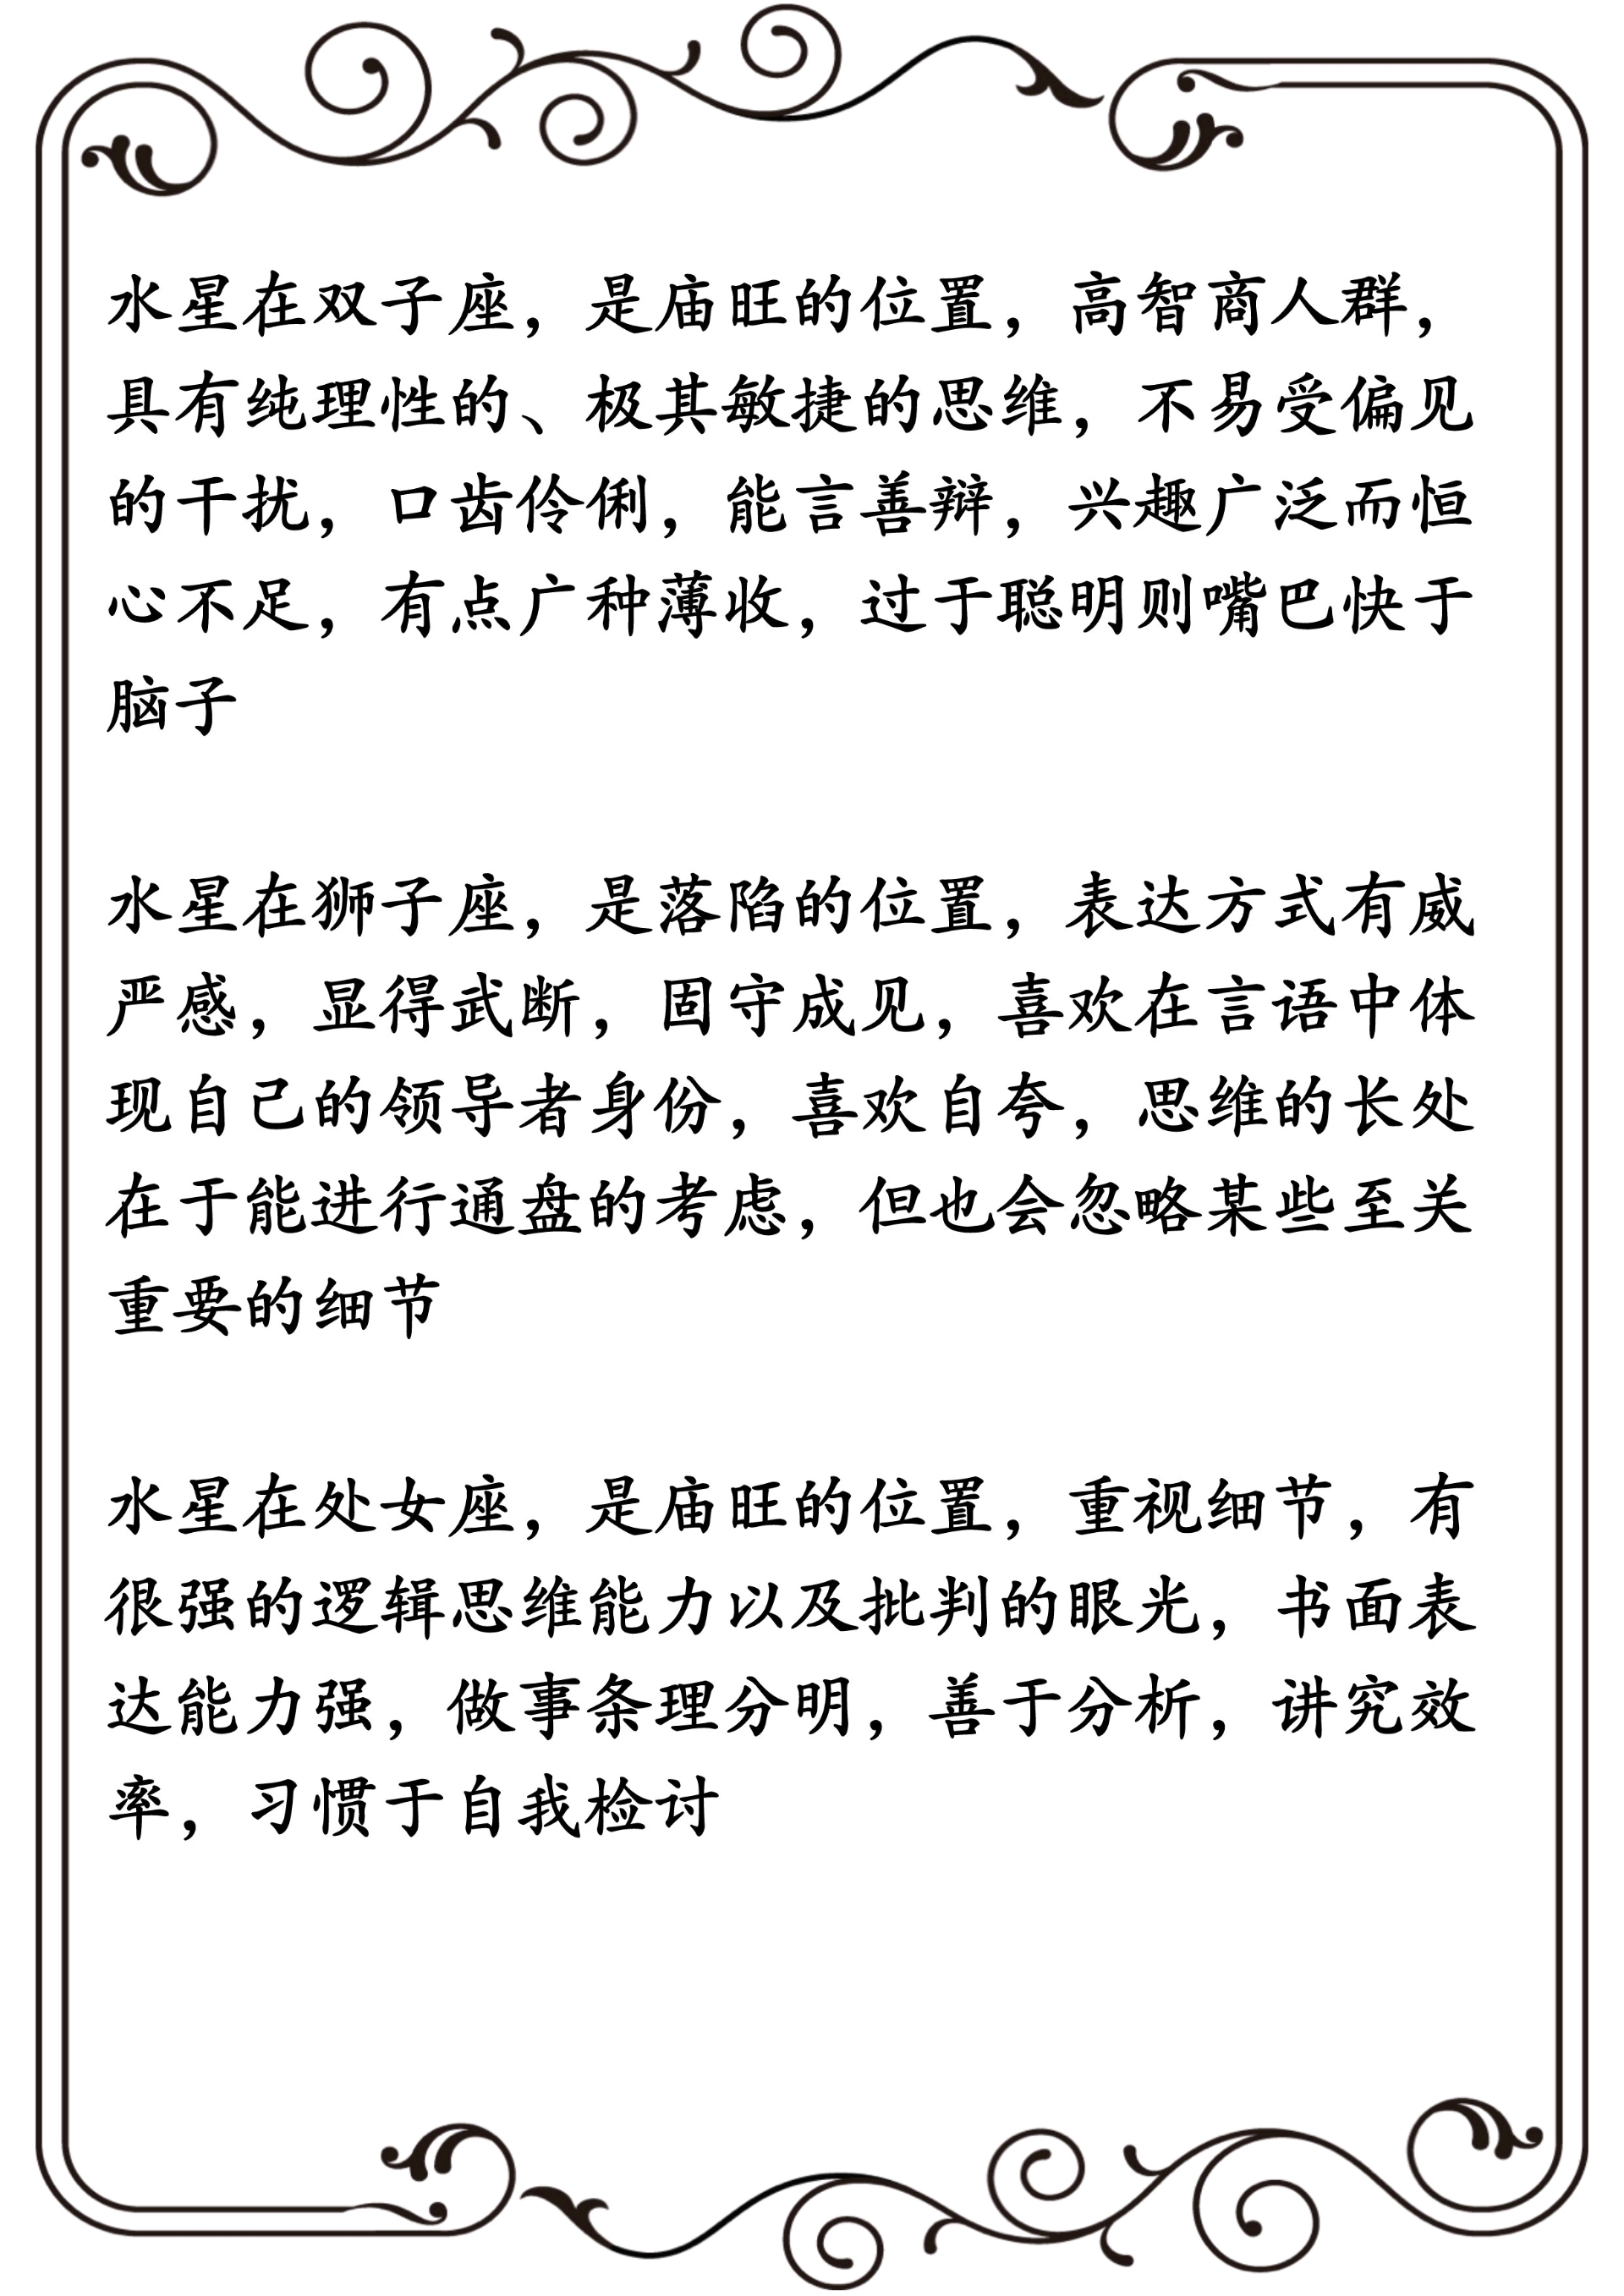 水星在双子座，是庙旺的位置，高智商人群，
具有纯理性的、极其敏捷的思维，不易受偏见
的干扰，口齿伶俐，能言善辩，兴趣广泛而恒
心不足，有点广种薄收，过于聪明则嘴巴快于
脑子
水星在狮子座，是落陷的位置，表达方式有威
严感，显得武断，固守成见，喜欢在言语中体
现自己的领导者身份，喜欢自夸，思维的长处
在于能进行通盘的考虑，但也会忽略某些至关
重要的细节
水星在处女座，是庙旺的位置，重视细节，有
很强的逻辑思维能力以及批判的眼光，书面表
达能力强，做事条理分明，善于分析，讲究效
率，习惯于自我检讨